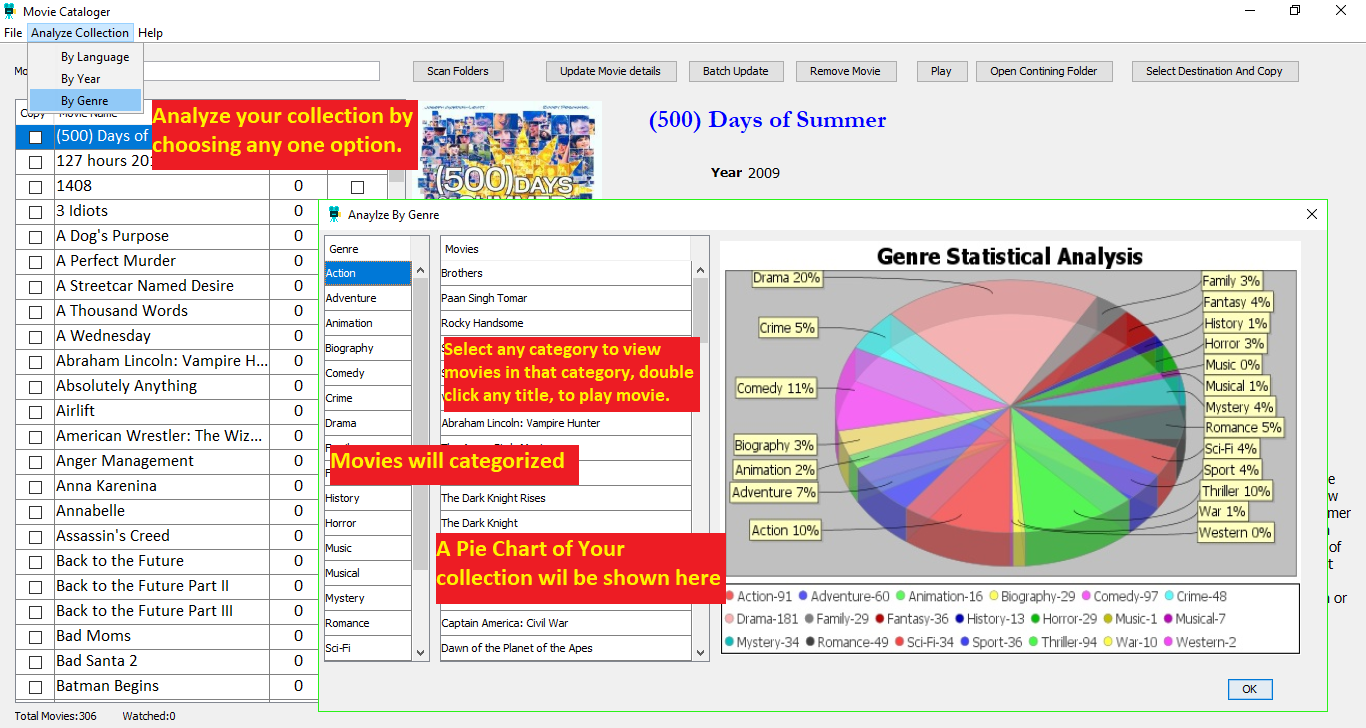 Movie Cataloger
File Analyze Collection Help
By Language
By Year
By Genre
Mo
Scan Folders
Update Movie details
Batch Update
Remove Movie
Play
Open Contining Folder
Select Destination And Copy
Copy Movie Name
(500) Days of
127 hours 201
1408 0
3 Idiots 0
A Dog's Purpose 0
A Perfect Murder 0
A Streetcar Named Desire 0
A Thousand Words 0
A Wednesday 0
Abraham Lincoln: Vampire H... 0
Absolutely Anything 0
Airlift 0
American Wrestler: The Wiz... 0
Anger Management 0
Anna Karenina 0
Annabelle 0
Assassin's Creed 0
Back to the Future 0
Back to the Future Part II 0
Back to the Future Part III 0
Bad Moms 0
Bad Santa 2 0
Batman Begins 0
Total Movies:306 Watched:0
Analyze your collection by
choosing any one option.
JOSEPH GORDON-LEVITT ZOOEY DESCHANEL
(500) DAYS
OF SUMMER
(500) Days of Summer
Year 2009
Anaylze By Genre
Genre
Action
Adventure
Animation
Biography
Comedy
Crime
Drama
History
Horror
Music
Musical
Mystery
Romance
Sci-Fi
Movies
Brothers
Paan Singh Tomar
Rocky Handsome
Select any category to view
movies in that category, double
click any title, to play movie.
Abraham Lincoln: Vampire Hunter
Movies will categorized
The Dark Knight Rises
The Dark Knight
A Pie Chart of Your
collection wil be shown here
Captain America: Civil War
Dawn of the Planet of the Apes
Genre Statistical Analysis
Drama 20%
Crime 5%
Comedy 11%
Biography 3%
Animation 2%
Adventure 7%
Action 10%
Family 3%
Fantasy 4%
History 1%
Horror 3%
Music 0%
Musical 1%
Mystery 4%
Romance 5%
Sci-Fi 4%
Sport 4%
Thriller 10%
War 1%
Western 0%
Action-91 Adventure-60 Animation-16 Biography-29 Comedy-97 Crime-48
Drama-181 Family-29 Fantasy-36 History-13 Horror-29 Music-1 Musical-7
Mystery-34 Romance-49 Sci-Fi-34 Sport-36 Thriller-94 War-10 Western-2
OK
e
w
mer
of
t
or